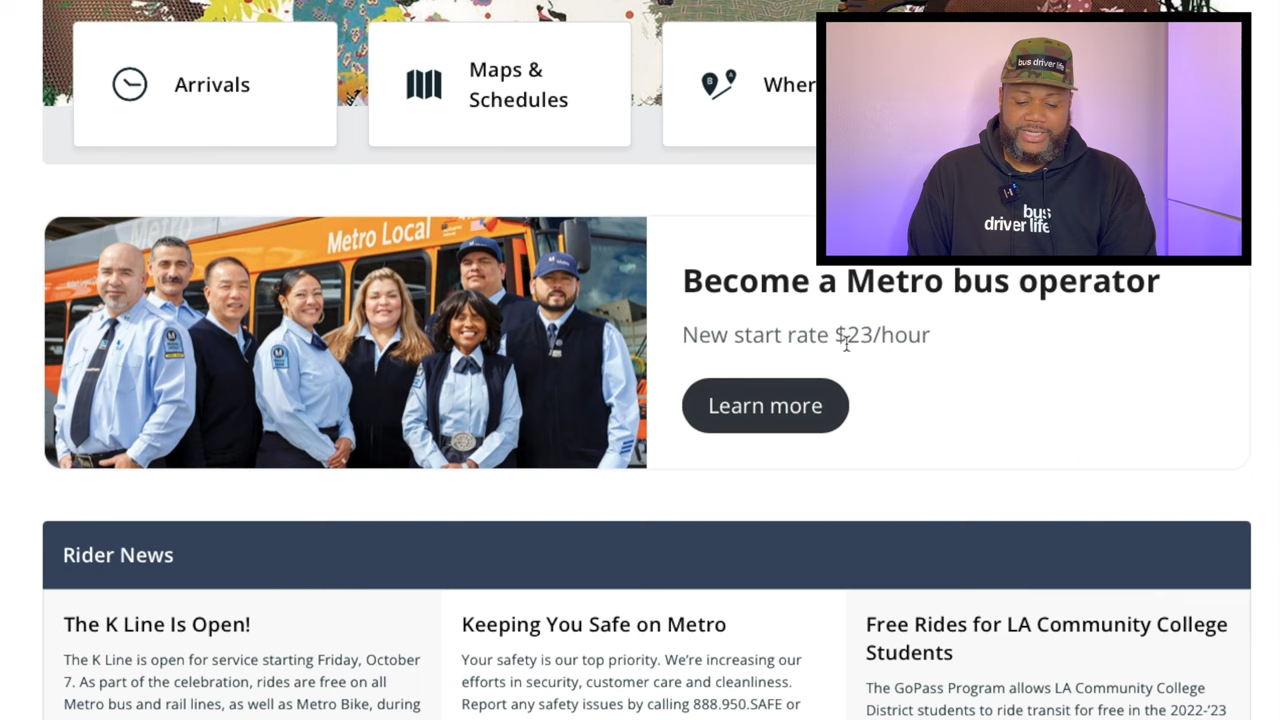 Arrivals
Maps &
Schedules
Wher
bus driver life
bus
driver life
Metro
Metro Local
Become a Metro bus operator
New start rate $23/hour
Learn more
Rider News
The K Line Is Open!
The K Line is open for service starting Friday, October
7. As part of the celebration, rides are free on all
Metro bus and rail lines, as well as Metro Bike, during
Keeping You Safe on Metro
Your safety is our top priority. We’re increasing our
efforts in security, customer care and cleanliness.
Report any safety issues by calling 888.950.SAFE or
Free Rides for LA Community College
Students
The GoPass Program allows LA Community College
District students to ride transit for free in the 2022-’23